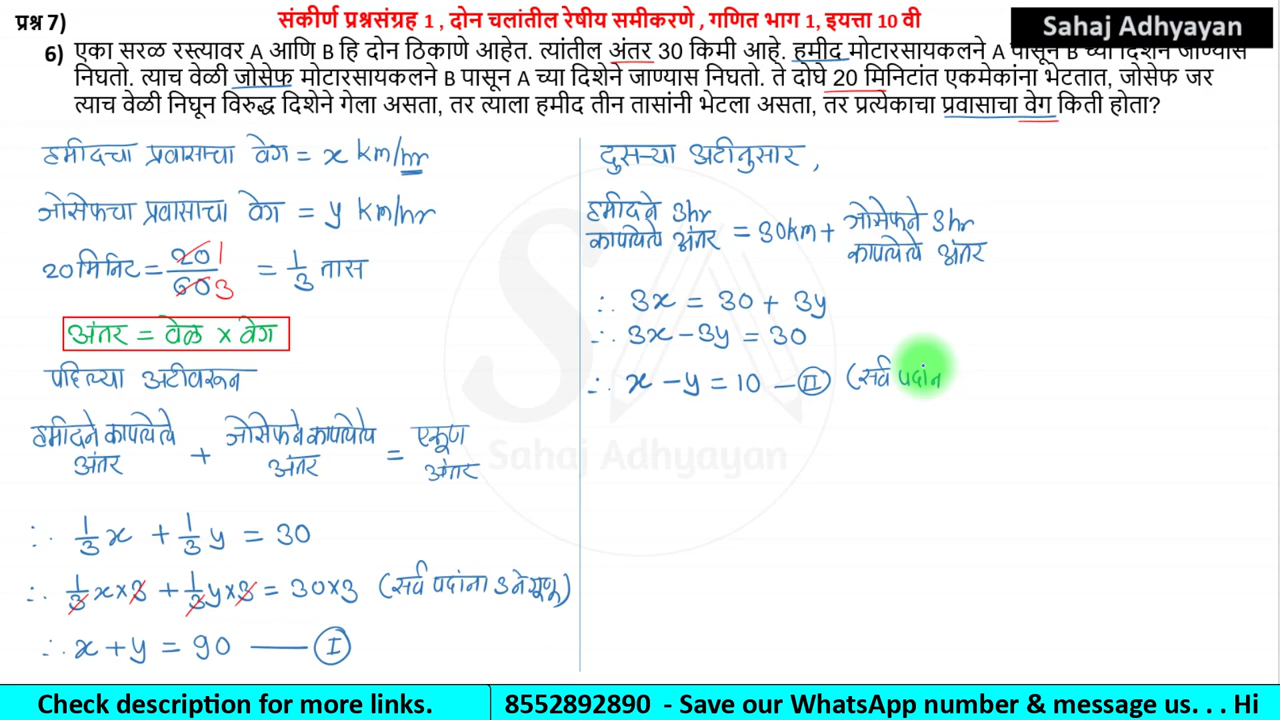 प्रश्न 7)
संकीर्ण प्रश्नसंग्रह 1 , दोन चलांतील रेषीय समीकरणे , गणित भाग 1, इयत्ता 10 वी
Sahaj Adhyayan
6) एका सरळ रस्त्यावर A आणि B हि दोन ठिकाणे आहेत. त्यांतील अंतर 30 किमी आहे. हमीद मोटारसायकलने A पासून B च्या दिशेने जाण्यास
निघतो. त्याच वेळी जोसेफ मोटारसायकलने B पासून A च्या दिशेने जाण्यास निघतो. ते दोघे 20 मिनिटांत एकमेकांना भेटतात, जोसेफ जर
त्याच वेळी निघून विरुद्ध दिशेने गेला असता, तर त्याला हमीद तीन तासांनी भेटला असता, तर प्रत्येकाचा प्रवासाचा वेग किती होता?
हमीदचा प्रवासाचा वेग = x km/hr
जोसेफचा प्रवासाचा वेग = y km/hr
20 मिनिट = 20/60 1/3 = 1/3 तास
अंतर = वेळ × वेग
पहिल्या अटीवरून
हमीदने कापलेले अंतर + जोसेफने कापलेले अंतर = एकूण अंतर
∴ 1/3 x + 1/3 y = 30
∴ 1/3 x × 3 + 1/3 y × 3 = 30 × 3 (सर्व पदांना 3 ने गुणू)
∴ x + y = 90 — I
दुसऱ्या अटीनुसार ,
हमीदने 3hr कापलेले अंतर = 30km + जोसेफने 3hr कापलेले अंतर
∴ 3x = 30 + 3y
∴ 3x − 3y = 30
∴ x − y = 10 — II (सर्व पदांन
Sahaj Adhyayan
Check description for more links.
8552892890 - Save our WhatsApp number & message us. . . Hi